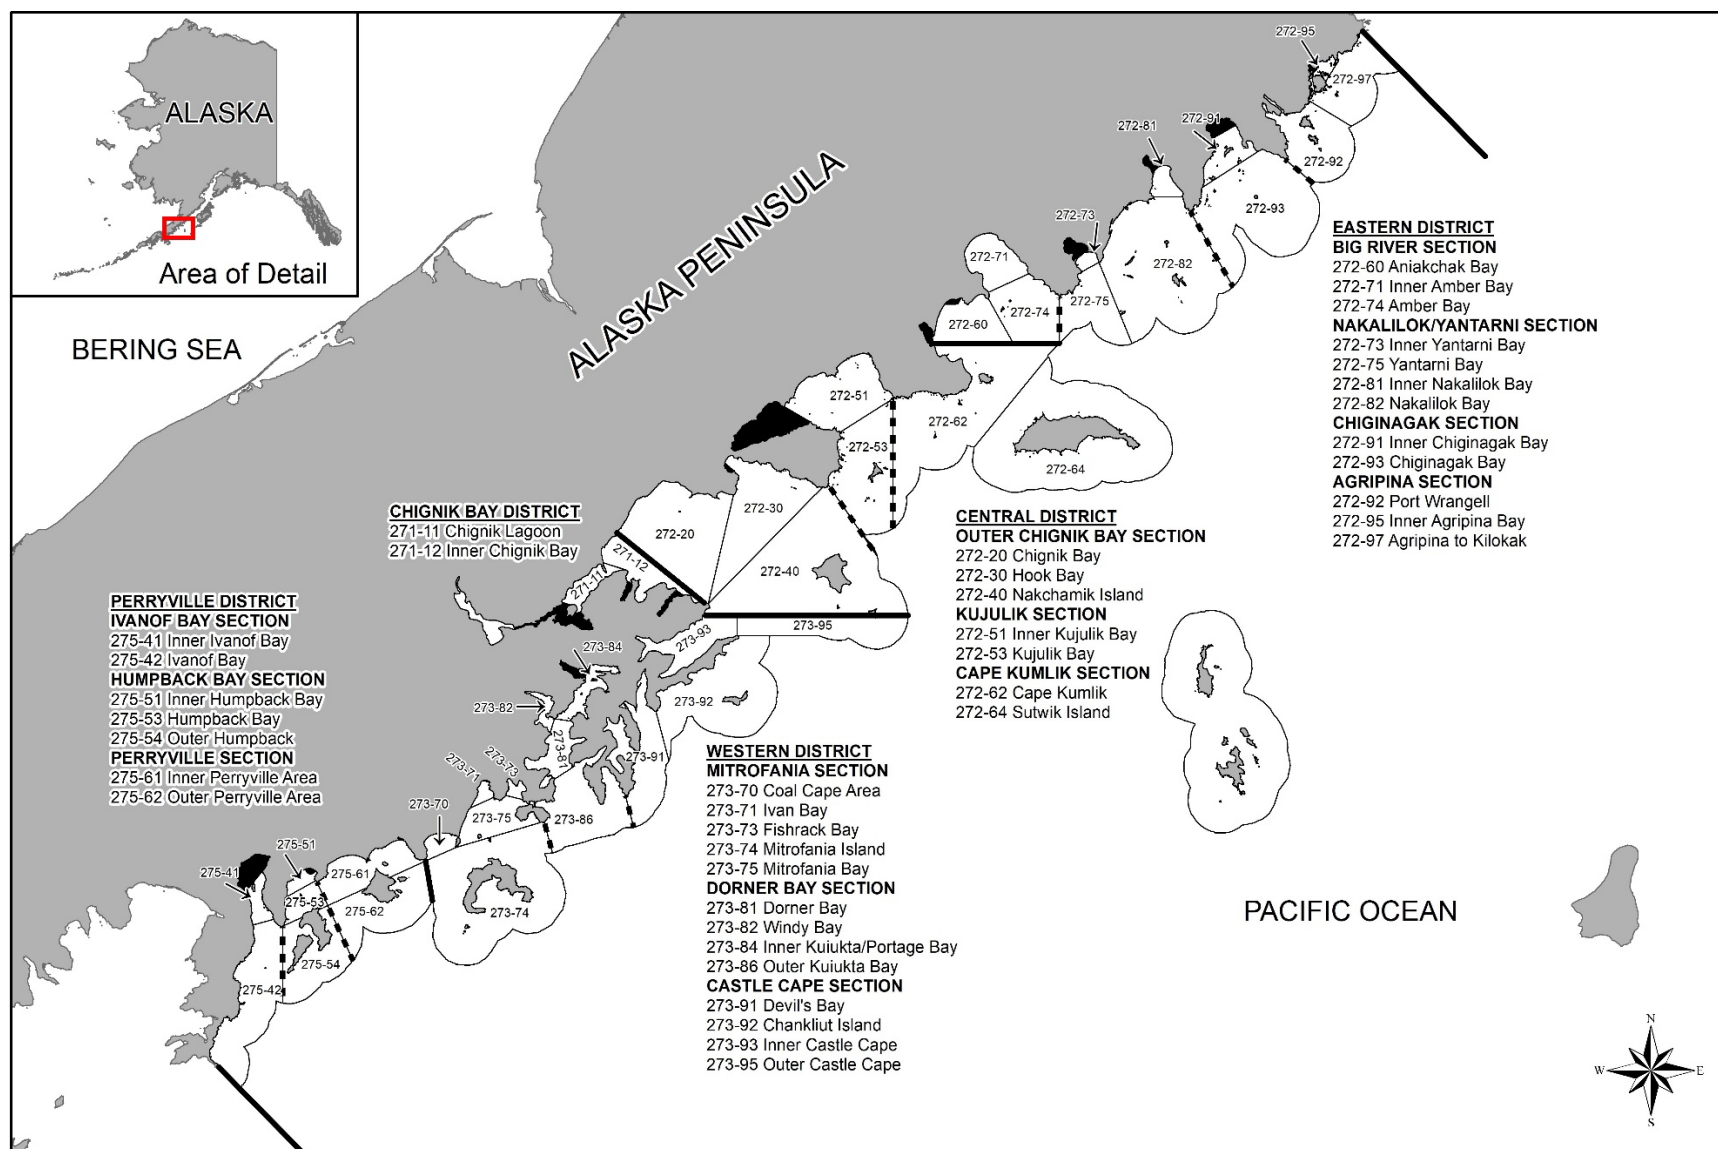 ALASKA
Area of Detail
BERING SEA
ALASKA PENINSULA
PACIFIC OCEAN
272-95
272-97
272-91
272-81
272-92
272-93
272-73
272-82
272-71
272-75
272-74
272-60
272-51
272-62
272-53
272-64
272-30
272-20
271-12
272-40
271-11
273-93
273-95
273-84
273-92
273-82
273-81
273-91
273-73
273-71
273-70
273-75
273-86
275-51
275-61
275-41
275-53
275-62
273-74
275-54
275-42
EASTERN DISTRICT
BIG RIVER SECTION
272-60 Aniakchak Bay
272-71 Inner Amber Bay
272-74 Amber Bay
NAKALILOK/YANTARNI SECTION
272-73 Inner Yantarni Bay
272-75 Yantarni Bay
272-81 Inner Nakalilok Bay
272-82 Nakalilok Bay
CHIGINAGAK SECTION
272-91 Inner Chiginagak Bay
272-93 Chiginagak Bay
AGRIPINA SECTION
272-92 Port Wrangell
272-95 Inner Agripina Bay
272-97 Agripina to Kilokak
CHIGNIK BAY DISTRICT
271-11 Chignik Lagoon
271-12 Inner Chignik Bay
CENTRAL DISTRICT
OUTER CHIGNIK BAY SECTION
272-20 Chignik Bay
272-30 Hook Bay
272-40 Nakchamik Island
KUJULIK SECTION
272-51 Inner Kujulik Bay
272-53 Kujulik Bay
CAPE KUMLIK SECTION
272-62 Cape Kumlik
272-64 Sutwik Island
PERRYVILLE DISTRICT
IVANOF BAY SECTION
275-41 Inner Ivanof Bay
275-42 Ivanof Bay
HUMPBACK BAY SECTION
275-51 Inner Humpback Bay
275-53 Humpback Bay
275-54 Outer Humpback
PERRYVILLE SECTION
275-61 Inner Perryville Area
275-62 Outer Perryville Area
WESTERN DISTRICT
MITROFANIA SECTION
273-70 Coal Cape Area
273-71 Ivan Bay
273-73 Fishrack Bay
273-74 Mitrofania Island
273-75 Mitrofania Bay
DORNER BAY SECTION
273-81 Dorner Bay
273-82 Windy Bay
273-84 Inner Kuiukta/Portage Bay
273-86 Outer Kuiukta Bay
CASTLE CAPE SECTION
273-91 Devil's Bay
273-92 Chankliut Island
273-93 Inner Castle Cape
273-95 Outer Castle Cape
N
W
E
S